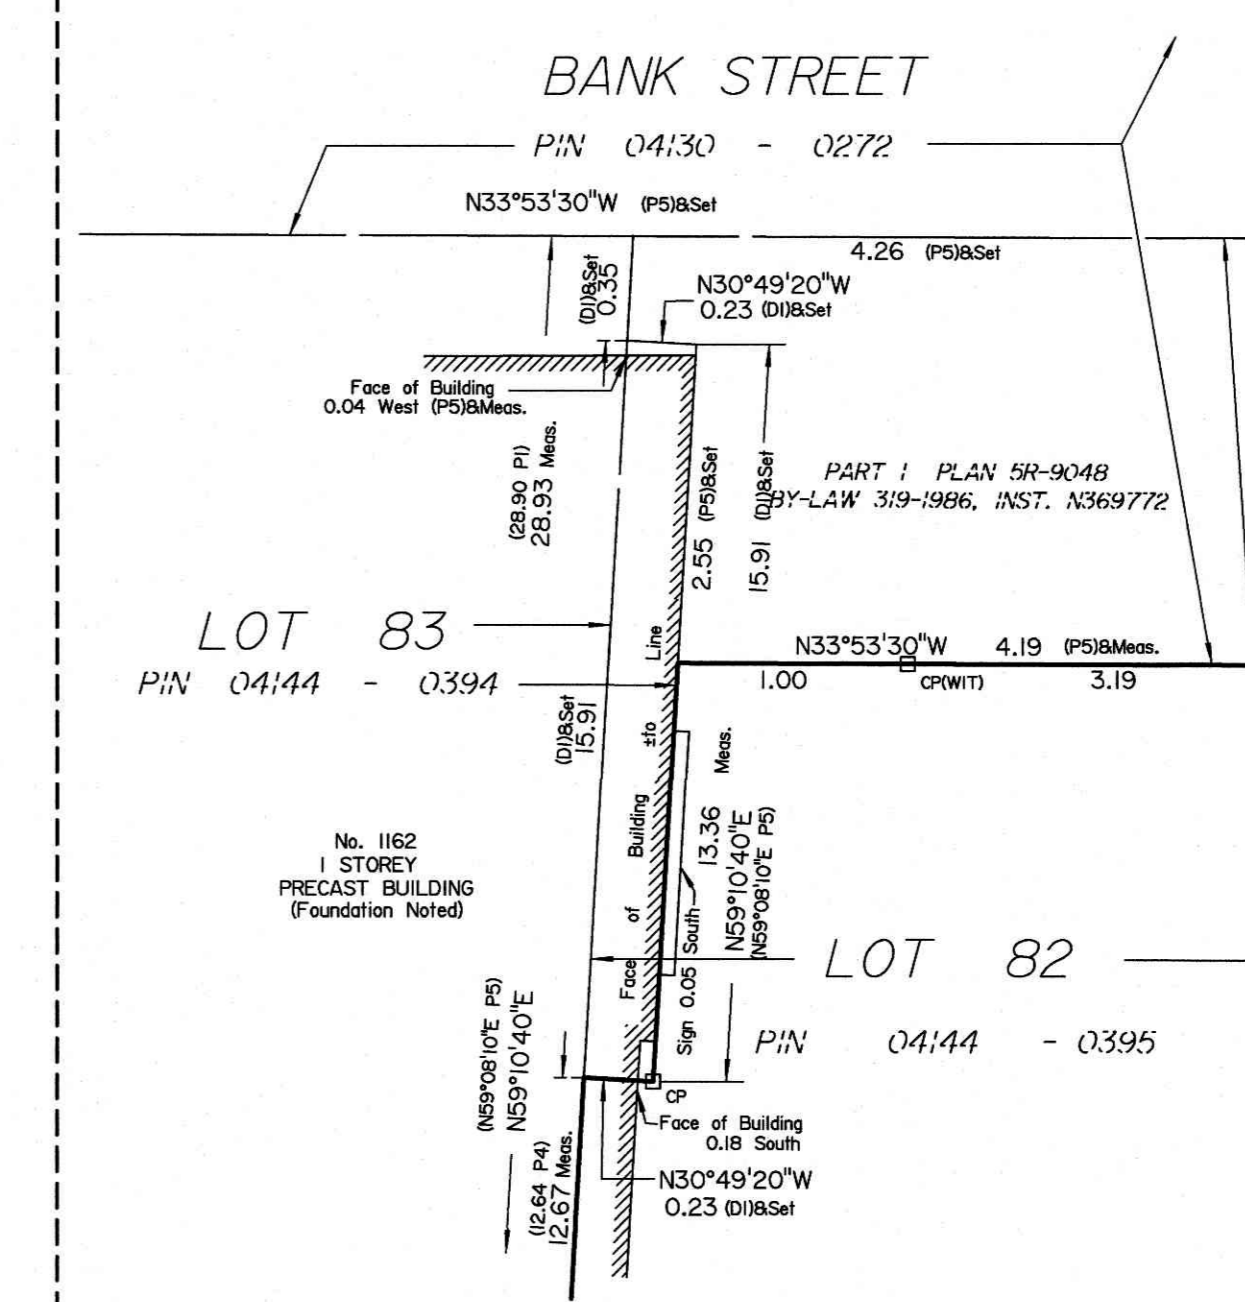 BANK STREET
PIN 04130 - 0272
N33°53'30"W (P5)&Set
4.26 (P5)&Set
(D1)&Set
0.35
N30°49'20"W
0.23 (D1)&Set
Face of Building
0.04 West (P5)&Meas.
(28.90 P1)
28.93 Meas.
2.55 (P5)&Set
15.91 (D1)&Set
PART 1 PLAN 5R-9048
BY-LAW 319-1986, INST. N369772
LOT 83
PIN 04144 - 0394
N33°53'30"W 4.19 (P5)&Meas.
1.00 CP(WIT) 3.19
(D1)&Set
15.91
Face of Building ±to Line
13.36 Meas.
N59°10'40"E
(N59°08'10"E P5)
No. 1162
1 STOREY
PRECAST BUILDING
(Foundation Noted)
Sign 0.05 South
LOT 82
PIN 04144 - 0395
(N59°08'10"E P5)
N59°10'40"E
CP
Face of Building
0.18 South
(12.64 P4)
12.67 Meas.
N30°49'20"W
0.23 (D1)&Set